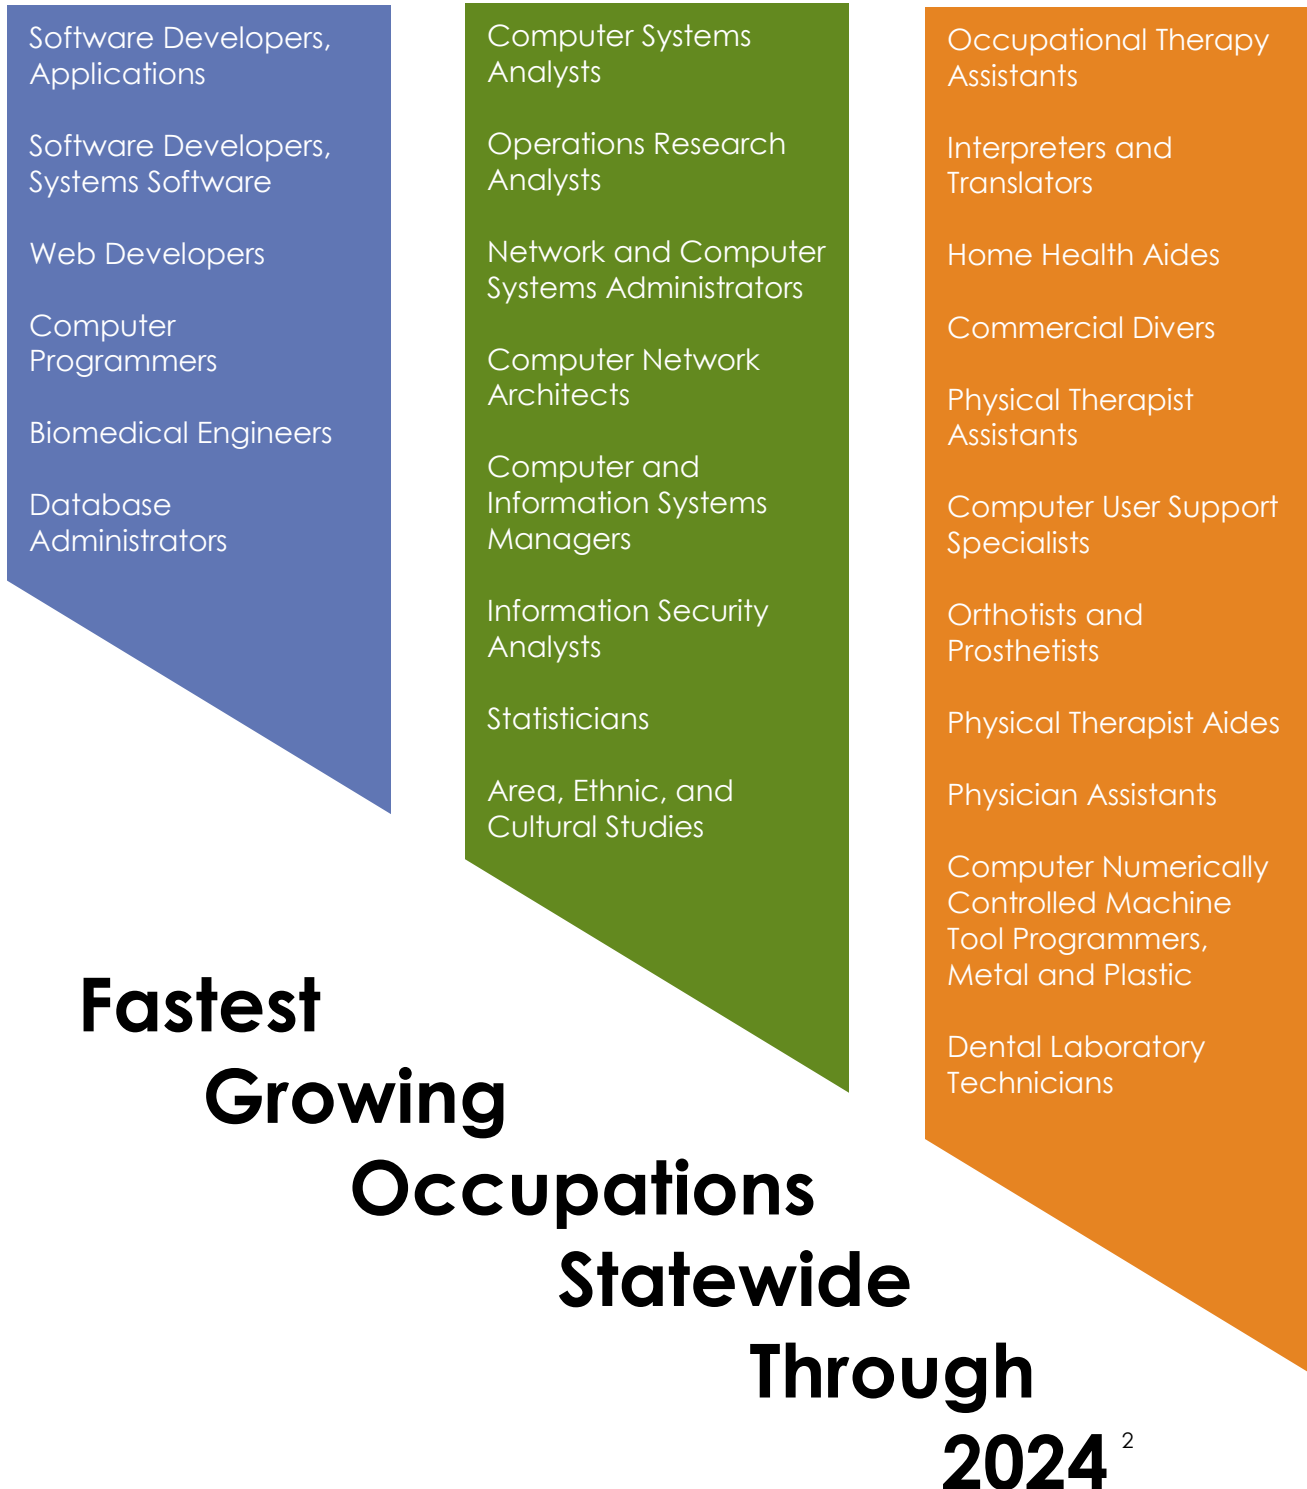 Software Developers,
Applications
Software Developers,
Systems Software
Web Developers
Computer
Programmers
Biomedical Engineers
Database
Administrators
Computer Systems
Analysts
Operations Research
Analysts
Network and Computer
Systems Administrators
Computer Network
Architects
Computer and
Information Systems
Managers
Information Security
Analysts
Statisticians
Area, Ethnic, and
Cultural Studies
Occupational Therapy
Assistants
Interpreters and
Translators
Home Health Aides
Commercial Divers
Physical Therapist
Assistants
Computer User Support
Specialists
Orthotists and
Prosthetists
Physical Therapist Aides
Physician Assistants
Computer Numerically
Controlled Machine
Tool Programmers,
Metal and Plastic
Dental Laboratory
Technicians
Fastest
Growing
Occupations
Statewide
Through
2024 2